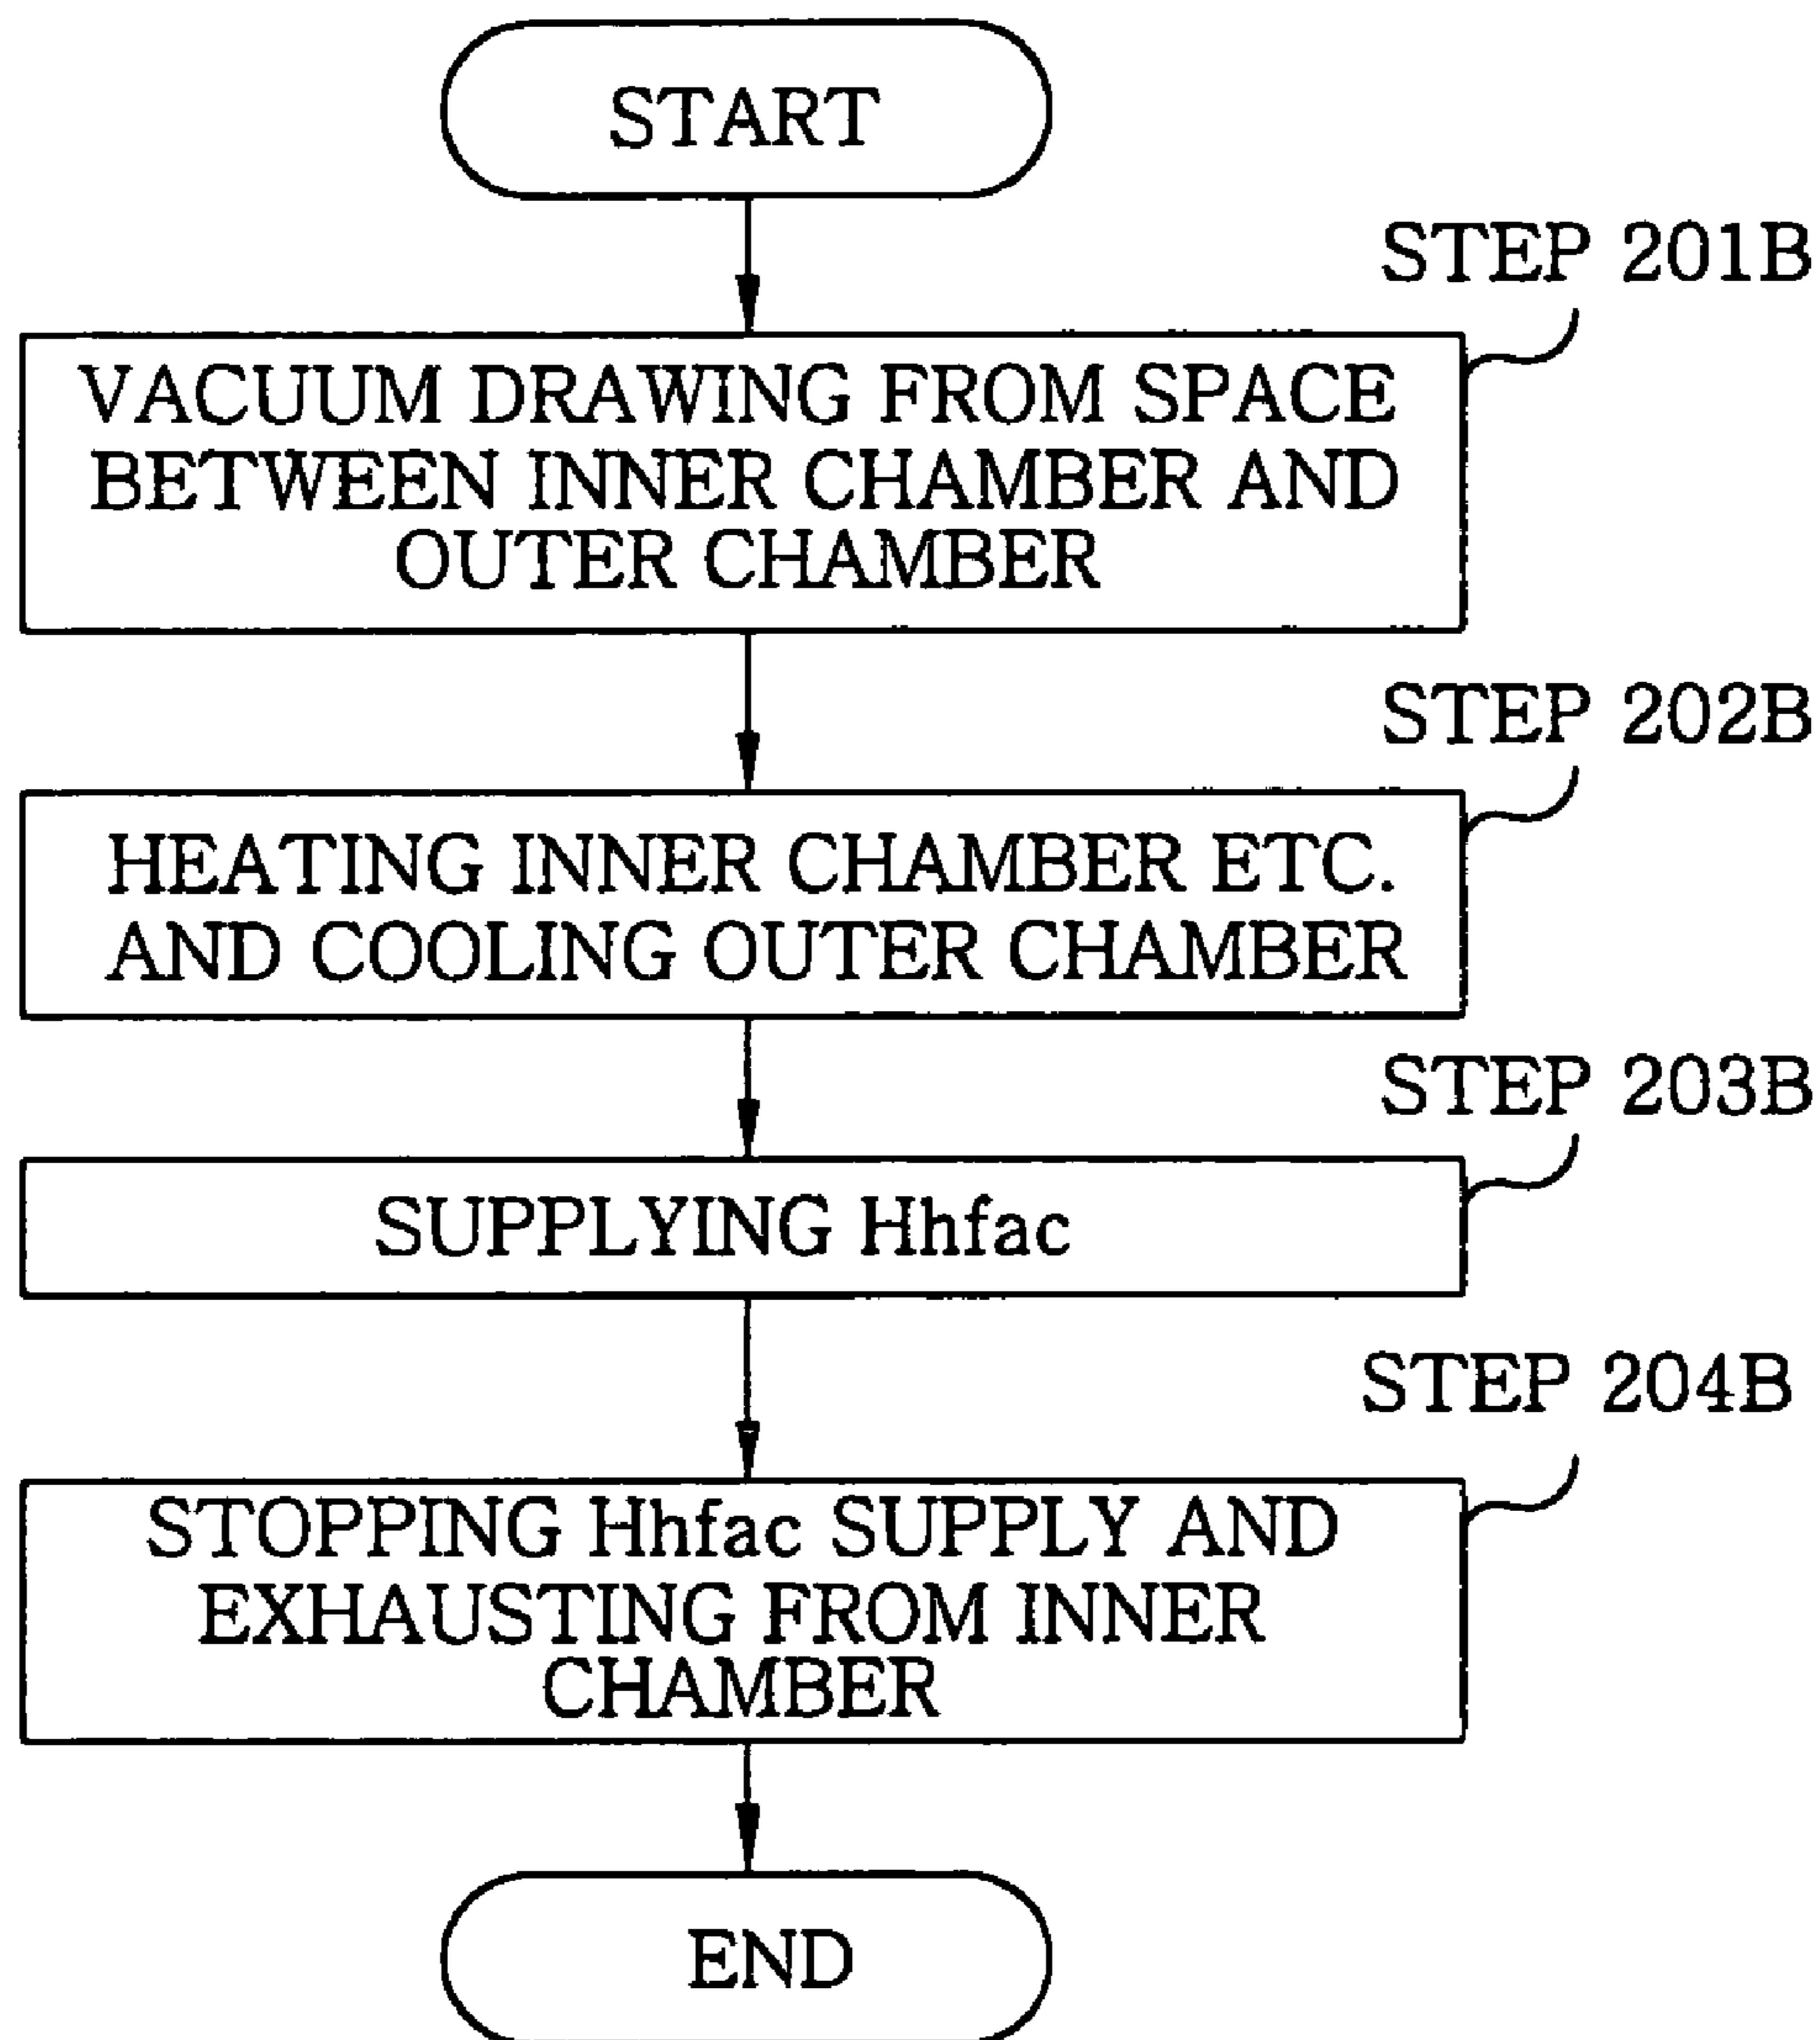 START
STEP 201B
VACUUM DRAWING FROM SPACE
BETWEEN INNER CHAMBER AND
OUTER CHAMBER
STEP 202B
HEATING INNER CHAMBER ETC.
AND COOLING OUTER CHAMBER
STEP 203B
SUPPLYING Hhfac
STEP 204B
STOPPING Hhfac SUPPLY AND
EXHAUSTING FROM INNER
CHAMBER
END